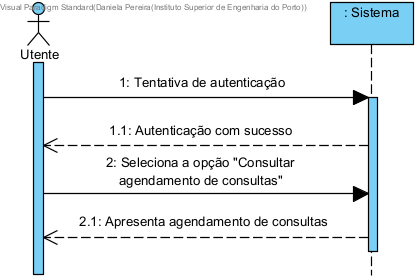 Visual Paradigm Standard(Daniela Pereira(Instituto Superior de Engenharia do Porto))
: Sistema
Utente
1: Tentativa de autenticação
1.1: Autenticação com sucesso
2: Seleciona a opção "Consultar
agendamento de consultas"
2.1: Apresenta agendamento de consultas